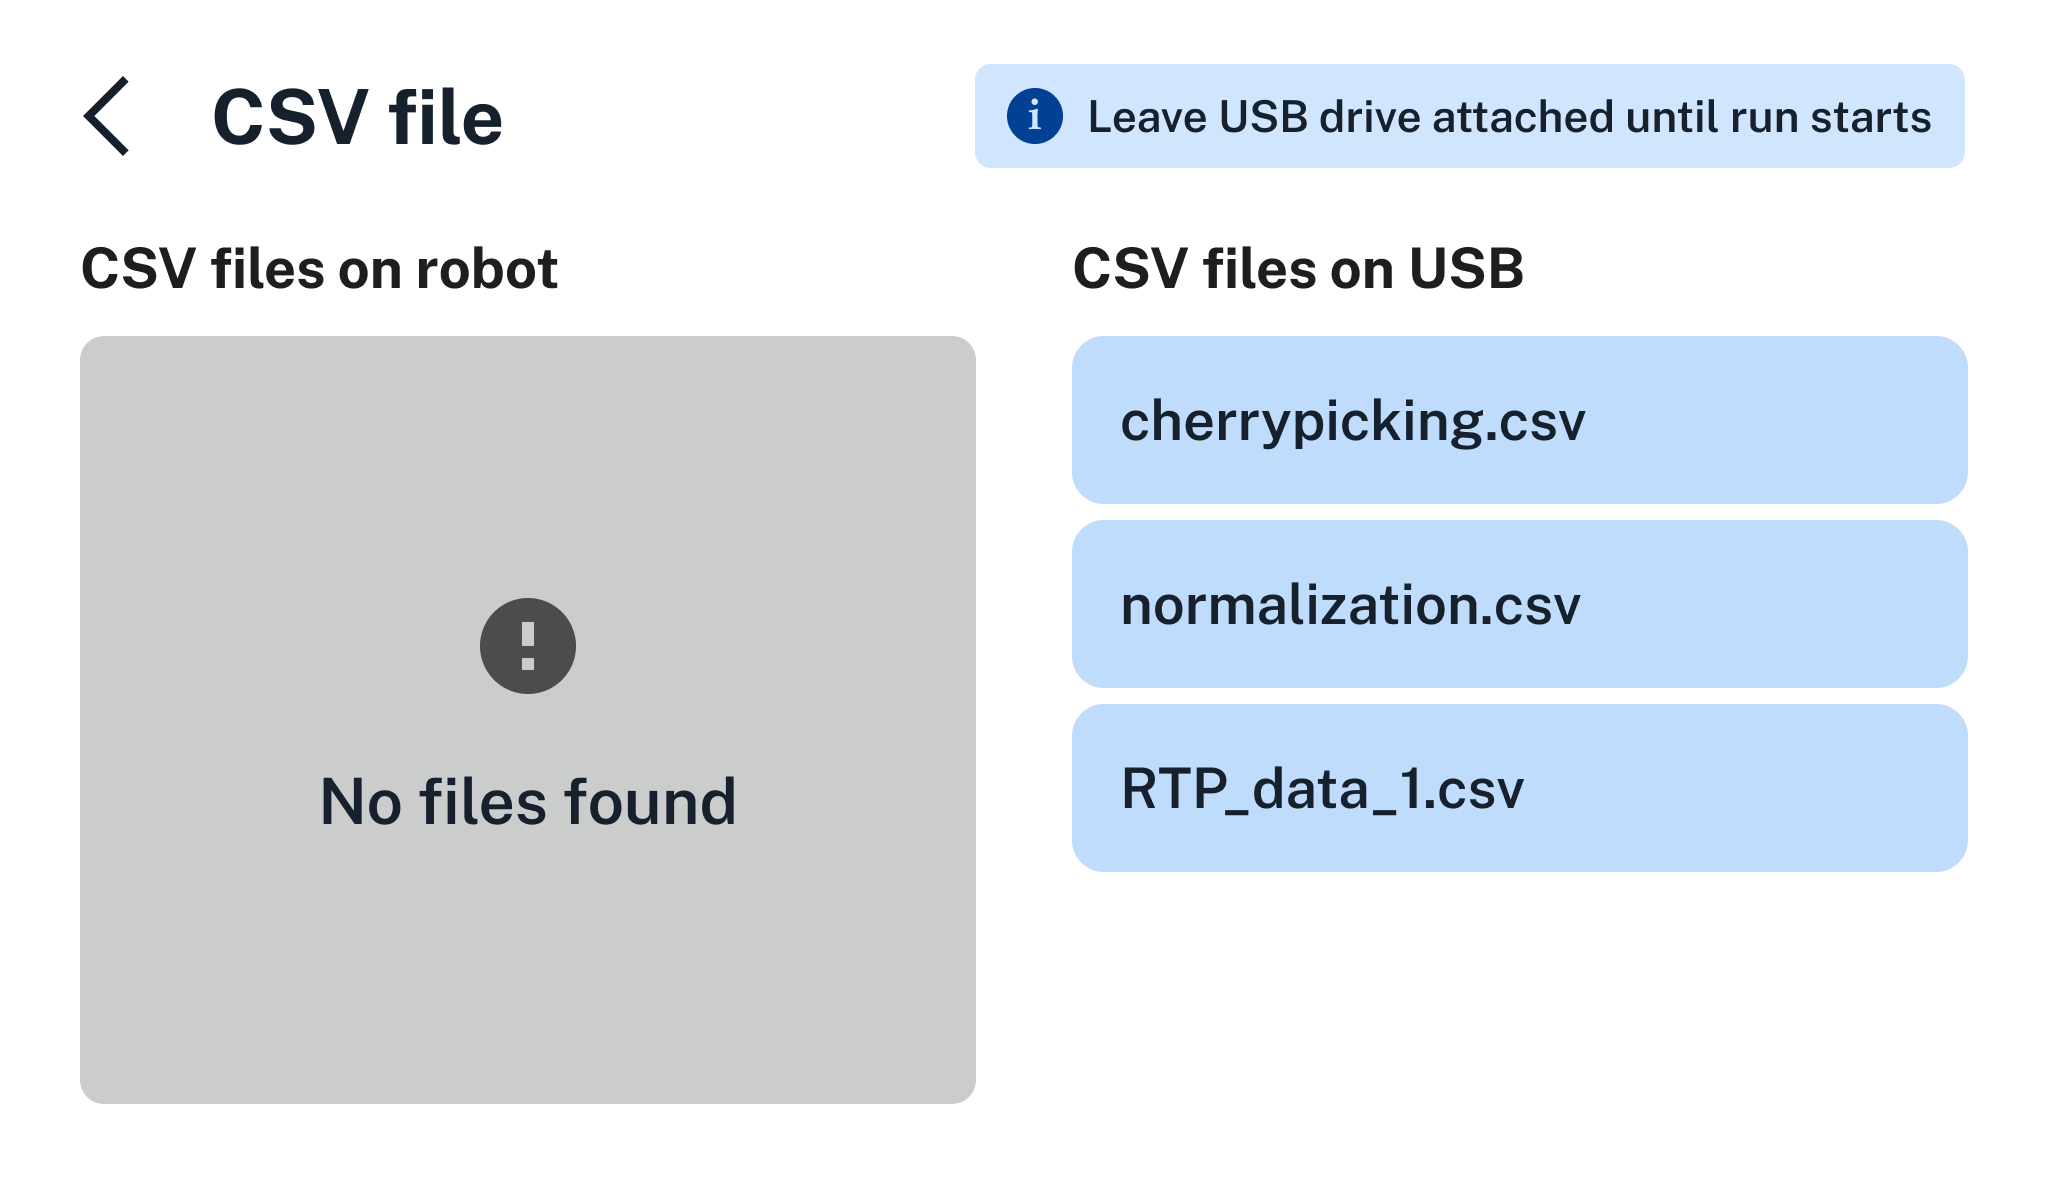 CSV file
Leave USB drive attached until run starts
CSV files on robot
No files found
CSV files on USB
cherrypicking.csv
normalization.csv
RTP_data_1.csv